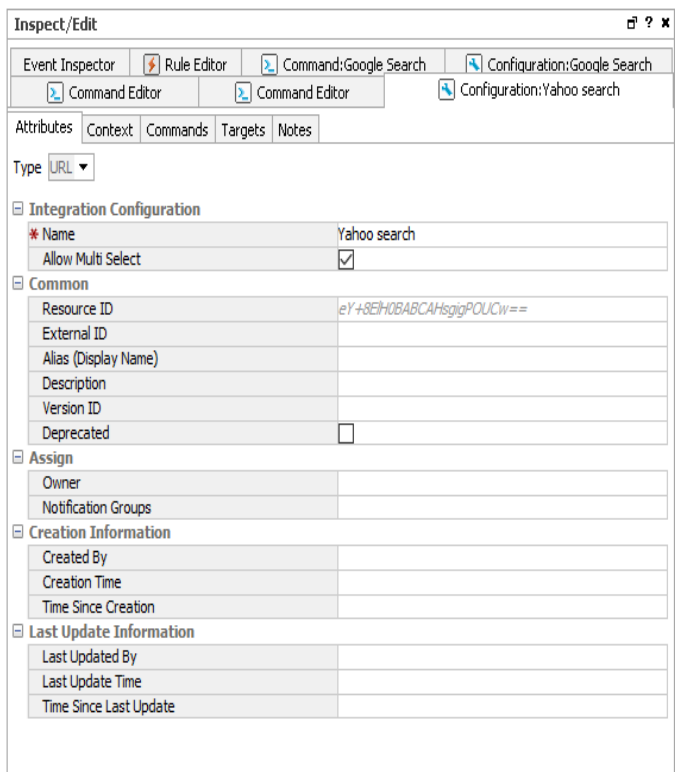 Inspect/Edit
Event Inspector Rule Editor Command:Google Search Configuration:Google Search
Command Editor Command Editor Configuration:Yahoo search
Attributes Context Commands Targets Notes
Type URL
Integration Configuration
* Name Yahoo search
Allow Multi Select
Common
Resource ID eY+8ElH0BABCAHsgigPOUCw==
External ID
Alias (Display Name)
Description
Version ID
Deprecated
Assign
Owner
Notification Groups
Creation Information
Created By
Creation Time
Time Since Creation
Last Update Information
Last Updated By
Last Update Time
Time Since Last Update